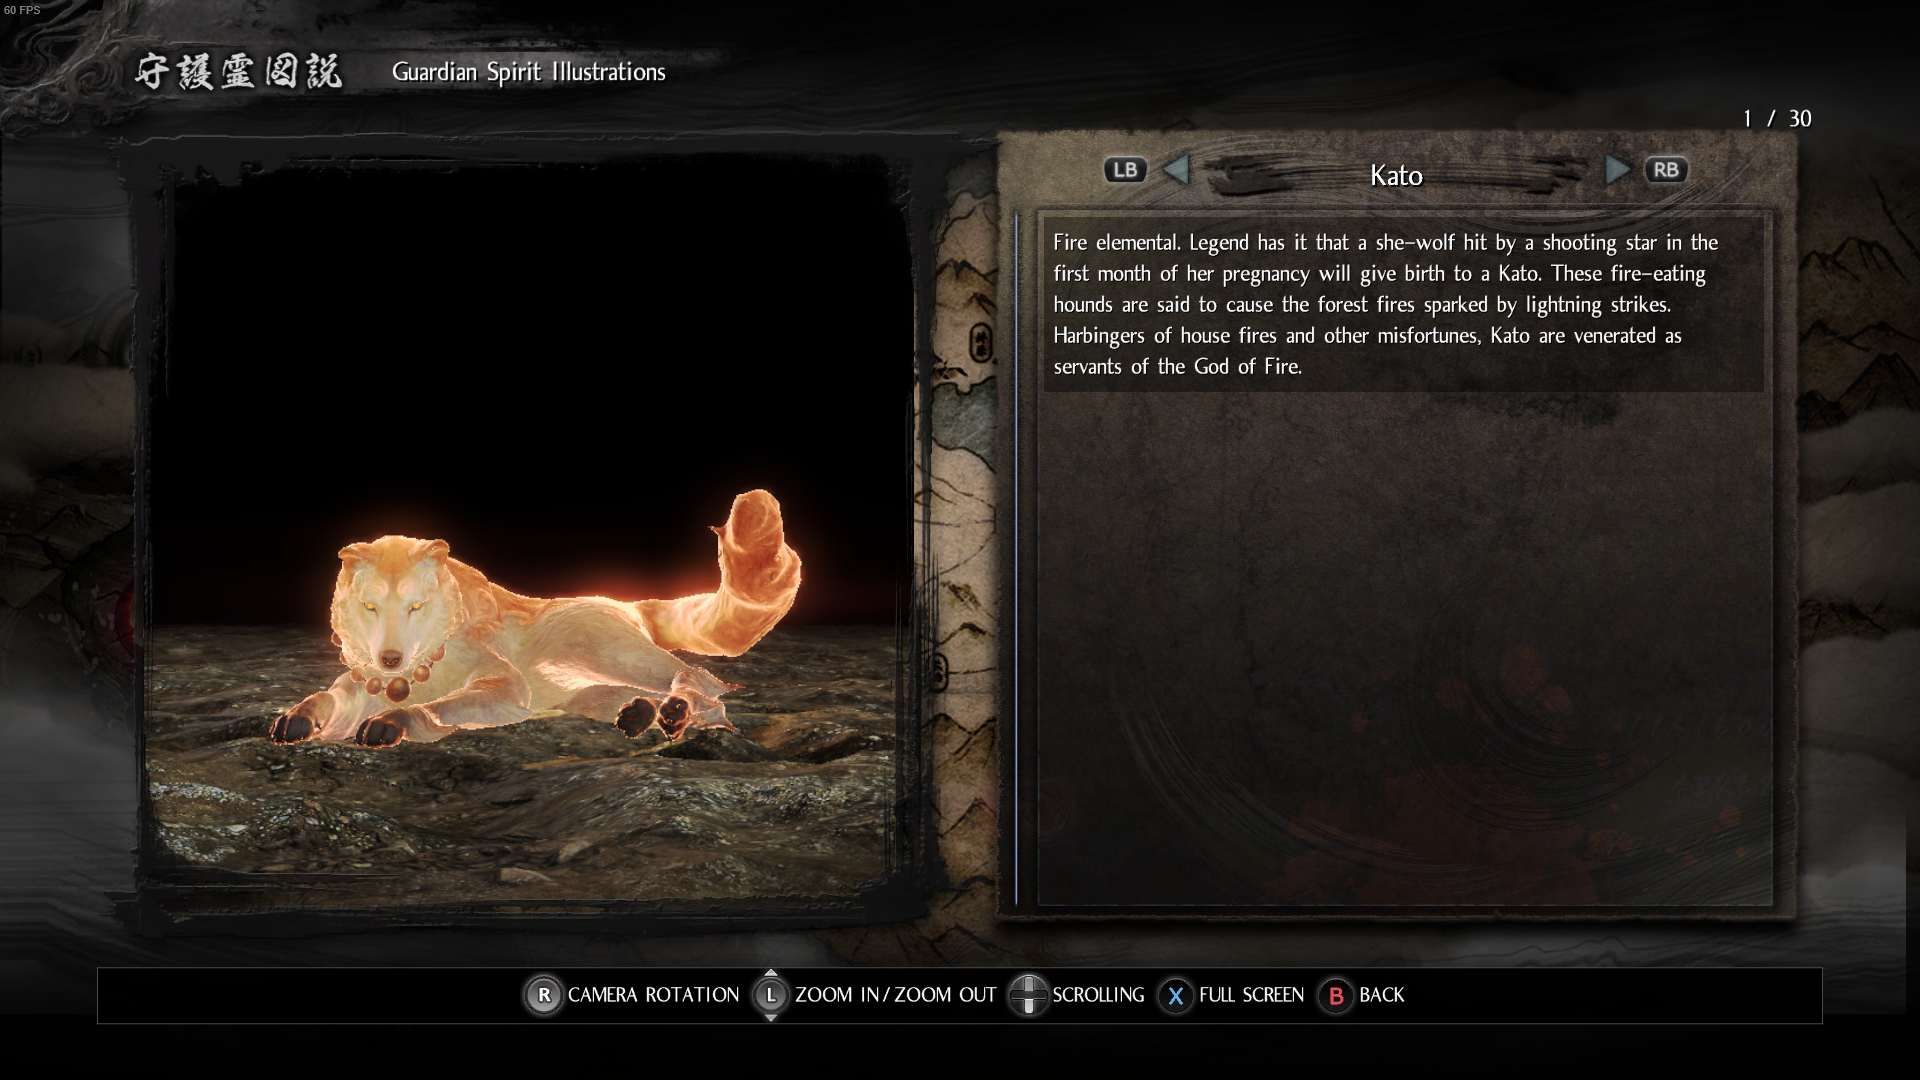 60 FPS
守護霊図説 Guardian Spirit Illustrations
1 / 30
LB Kato RB
Fire elemental. Legend has it that a she-wolf hit by a shooting star in the
first month of her pregnancy will give birth to a Kato. These fire-eating
hounds are said to cause the forest fires sparked by lightning strikes.
Harbingers of house fires and other misfortunes, Kato are venerated as
servants of the God of Fire.
R CAMERA ROTATION L ZOOM IN/ZOOM OUT SCROLLING X FULL SCREEN B BACK